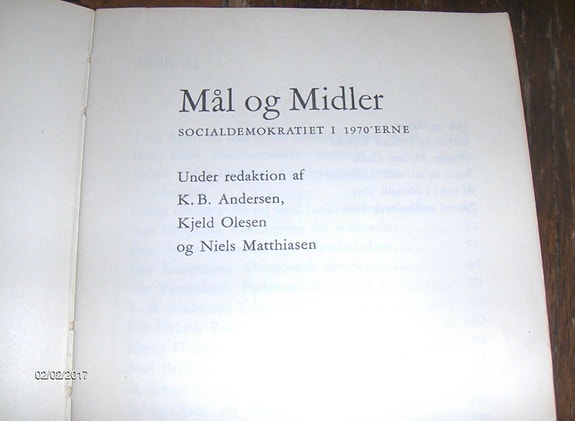 Mål og Midler
SOCIALDEMOKRATIET I 1970'ERNE
Under redaktion af
K. B. Andersen,
Kjeld Olesen
og Niels Matthiasen
02/02/2017